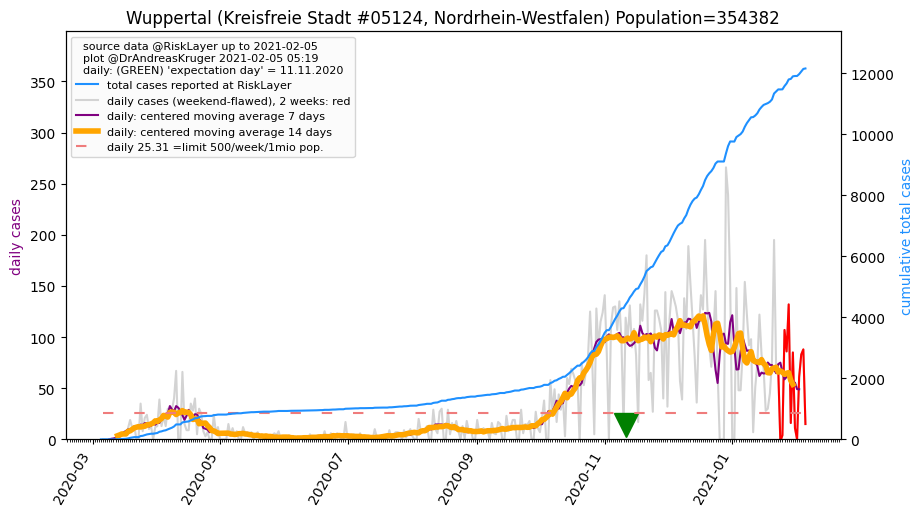 Wuppertal (Kreisfreie Stadt #05124, Nordrhein-Westfalen) Population=354382
source data @RiskLayer up to 2021-02-05
plot @DrAndreasKruger 2021-02-05 05:19
daily: (GREEN) 'expectation day' = 11.11.2020
total cases reported at RiskLayer
daily cases (weekend-flawed), 2 weeks: red
daily: centered moving average 7 days
daily: centered moving average 14 days
daily 25.31 =limit 500/week/1mio pop.
daily cases
350
300
250
200
150
100
50
0
cumulative total cases
12000
10000
8000
6000
4000
2000
0
2020-03
2020-05
2020-07
2020-09
2020-11
2021-01